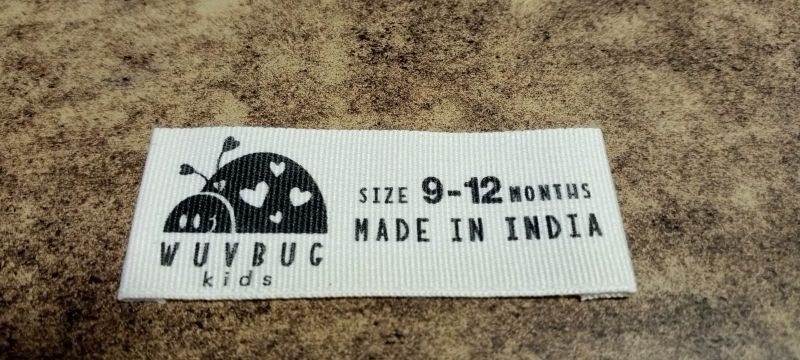 WUVBUG
kids
SIZE 9-12 MONTHS
MADE IN INDIA